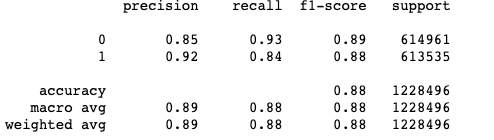 precision recall f1-score support
0 0.85 0.93 0.89 614961
1 0.92 0.84 0.88 613535
accuracy 0.88 1228496
macro avg 0.89 0.88 0.88 1228496
weighted avg 0.89 0.88 0.88 1228496